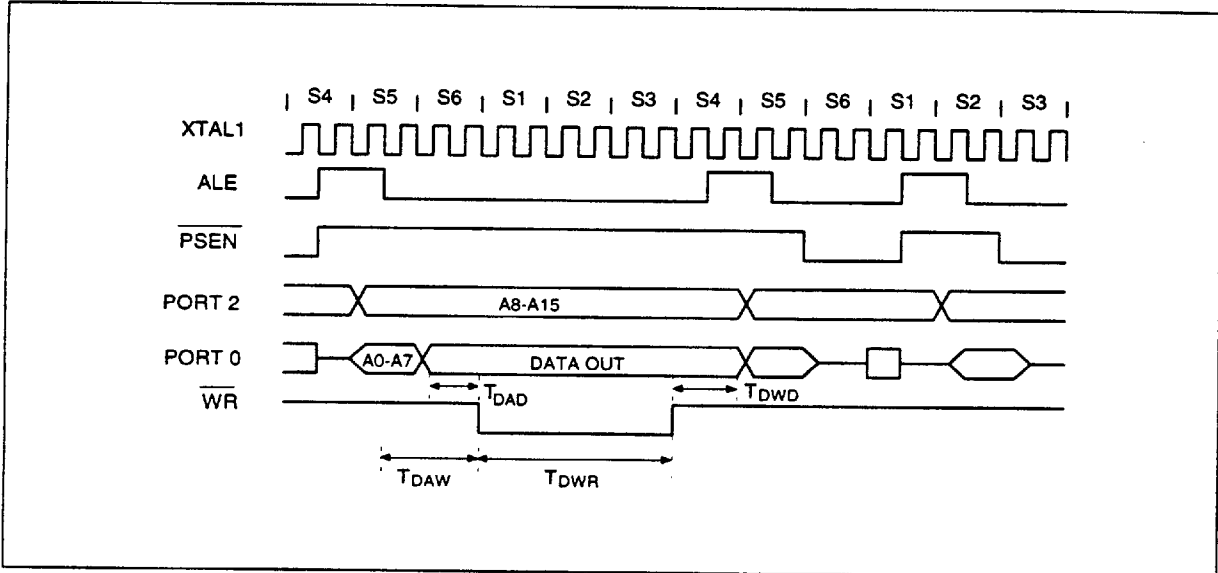 S4 S5 S6 S1 S2 S3 S4 S5 S6 S1 S2 S3
XTAL1
ALE
PSEN
PORT 2 A8-A15
PORT 0 A0-A7 DATA OUT
WR TDAD TDWD
TDAW TDWR